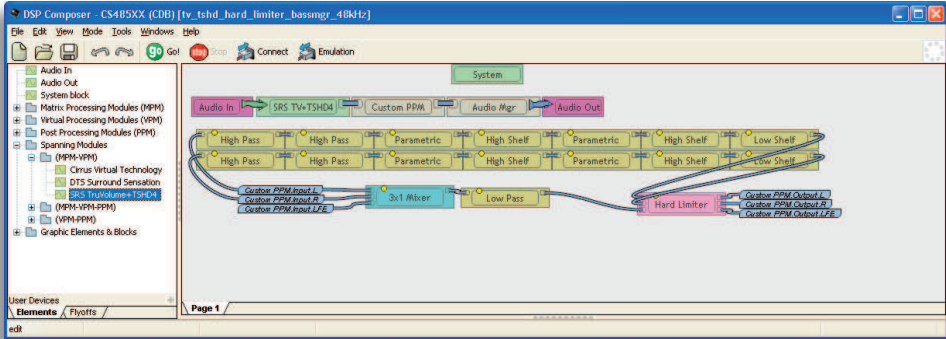 DSP Composer - CS485XX (CDB) [tv_tshd_hard_limiter_bassmgr_48kHz]
File Edit View Mode Tools Windows Help
go Go! stop Stop Connect Emulation
Audio In
Audio Out
System block
Matrix Processing Modules (MPM)
Virtual Processing Modules (VPM)
Post Processing Modules (PPM)
Spanning Modules
(MPM-VPM)
Cirrus Virtual Technology
DTS Surround Sensation
SRS TruVolume+TSHD4
(MPM-VPM-PPM)
(VPM-PPM)
Graphic Elements & Blocks
User Devices
Elements Flyoffs
System
Audio In SRS TV+TSHD4 Custom PPM Audio Mgr Audio Out
High Pass High Pass Parametric High Shelf Parametric High Shelf Low Shelf
High Pass High Pass Parametric High Shelf Parametric High Shelf Low Shelf
Custom PPM.Input.L
Custom PPM.Input.R
Custom PPM.Input.LFE
3x1 Mixer Low Pass Hard Limiter
Custom PPM.Output.L
Custom PPM.Output.R
Custom PPM.Output.LFE
Page 1
edit